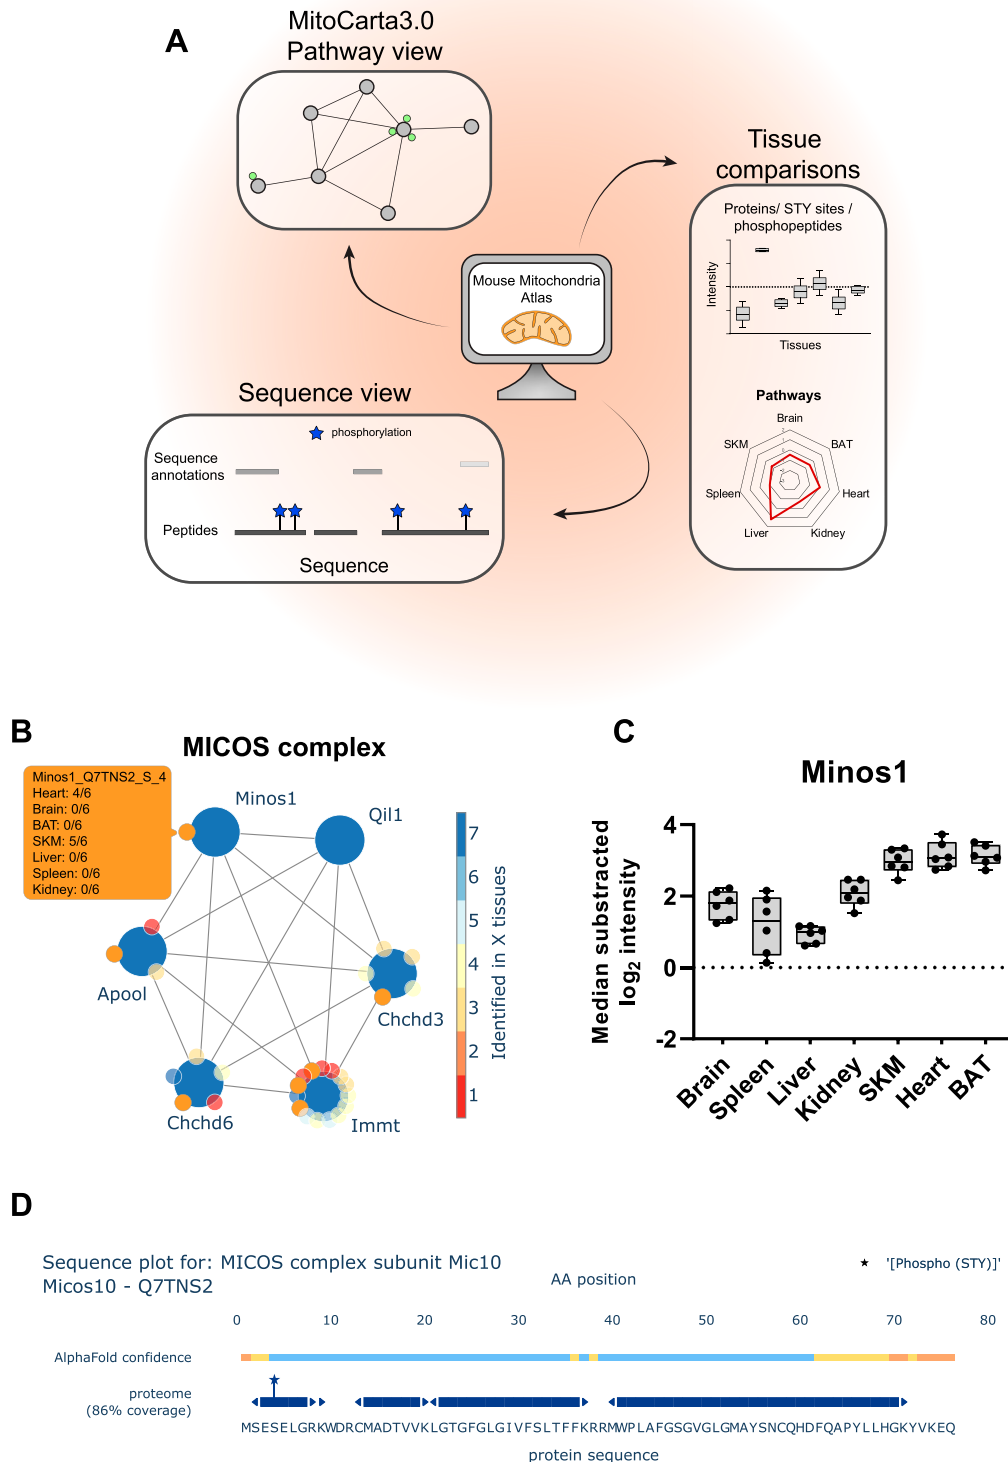 A
MitoCarta3.0
Pathway view
Tissue
comparisons
Proteins/ STY sites /
phosphopeptides
Intensity
Tissues
Pathways
Brain
BAT
Heart
Kidney
Liver
Spleen
SKM
Mouse Mitochondria
Atlas
Sequence view
phosphorylation
Sequence
annotations
Peptides
Sequence
B
MICOS complex
Minos1_Q7TNS2_S_4
Heart: 4/6
Brain: 0/6
BAT: 0/6
SKM: 5/6
Liver: 0/6
Spleen: 0/6
Kidney: 0/6
Minos1
Qil1
Apool
Chchd3
Chchd6
Immt
7
6
5
4
3
2
1
Identified in X tissues
C
Minos1
Median substracted
log2 intensity
4
2
0
-2
Brain
Spleen
Liver
Kidney
SKM
Heart
BAT
D
Sequence plot for: MICOS complex subunit Mic10
Micos10 - Q7TNS2
AA position
'[Phospho (STY)]'
0 10 20 30 40 50 60 70 80
AlphaFold confidence
proteome
(86% coverage)
MSESELGRKWDRCMADTVVKLGTGFGLGIVFSLTFFKRRMWPLAFGSGVGLGMAYSNCQHDFQAPYLLHGKYVKEQ
protein sequence